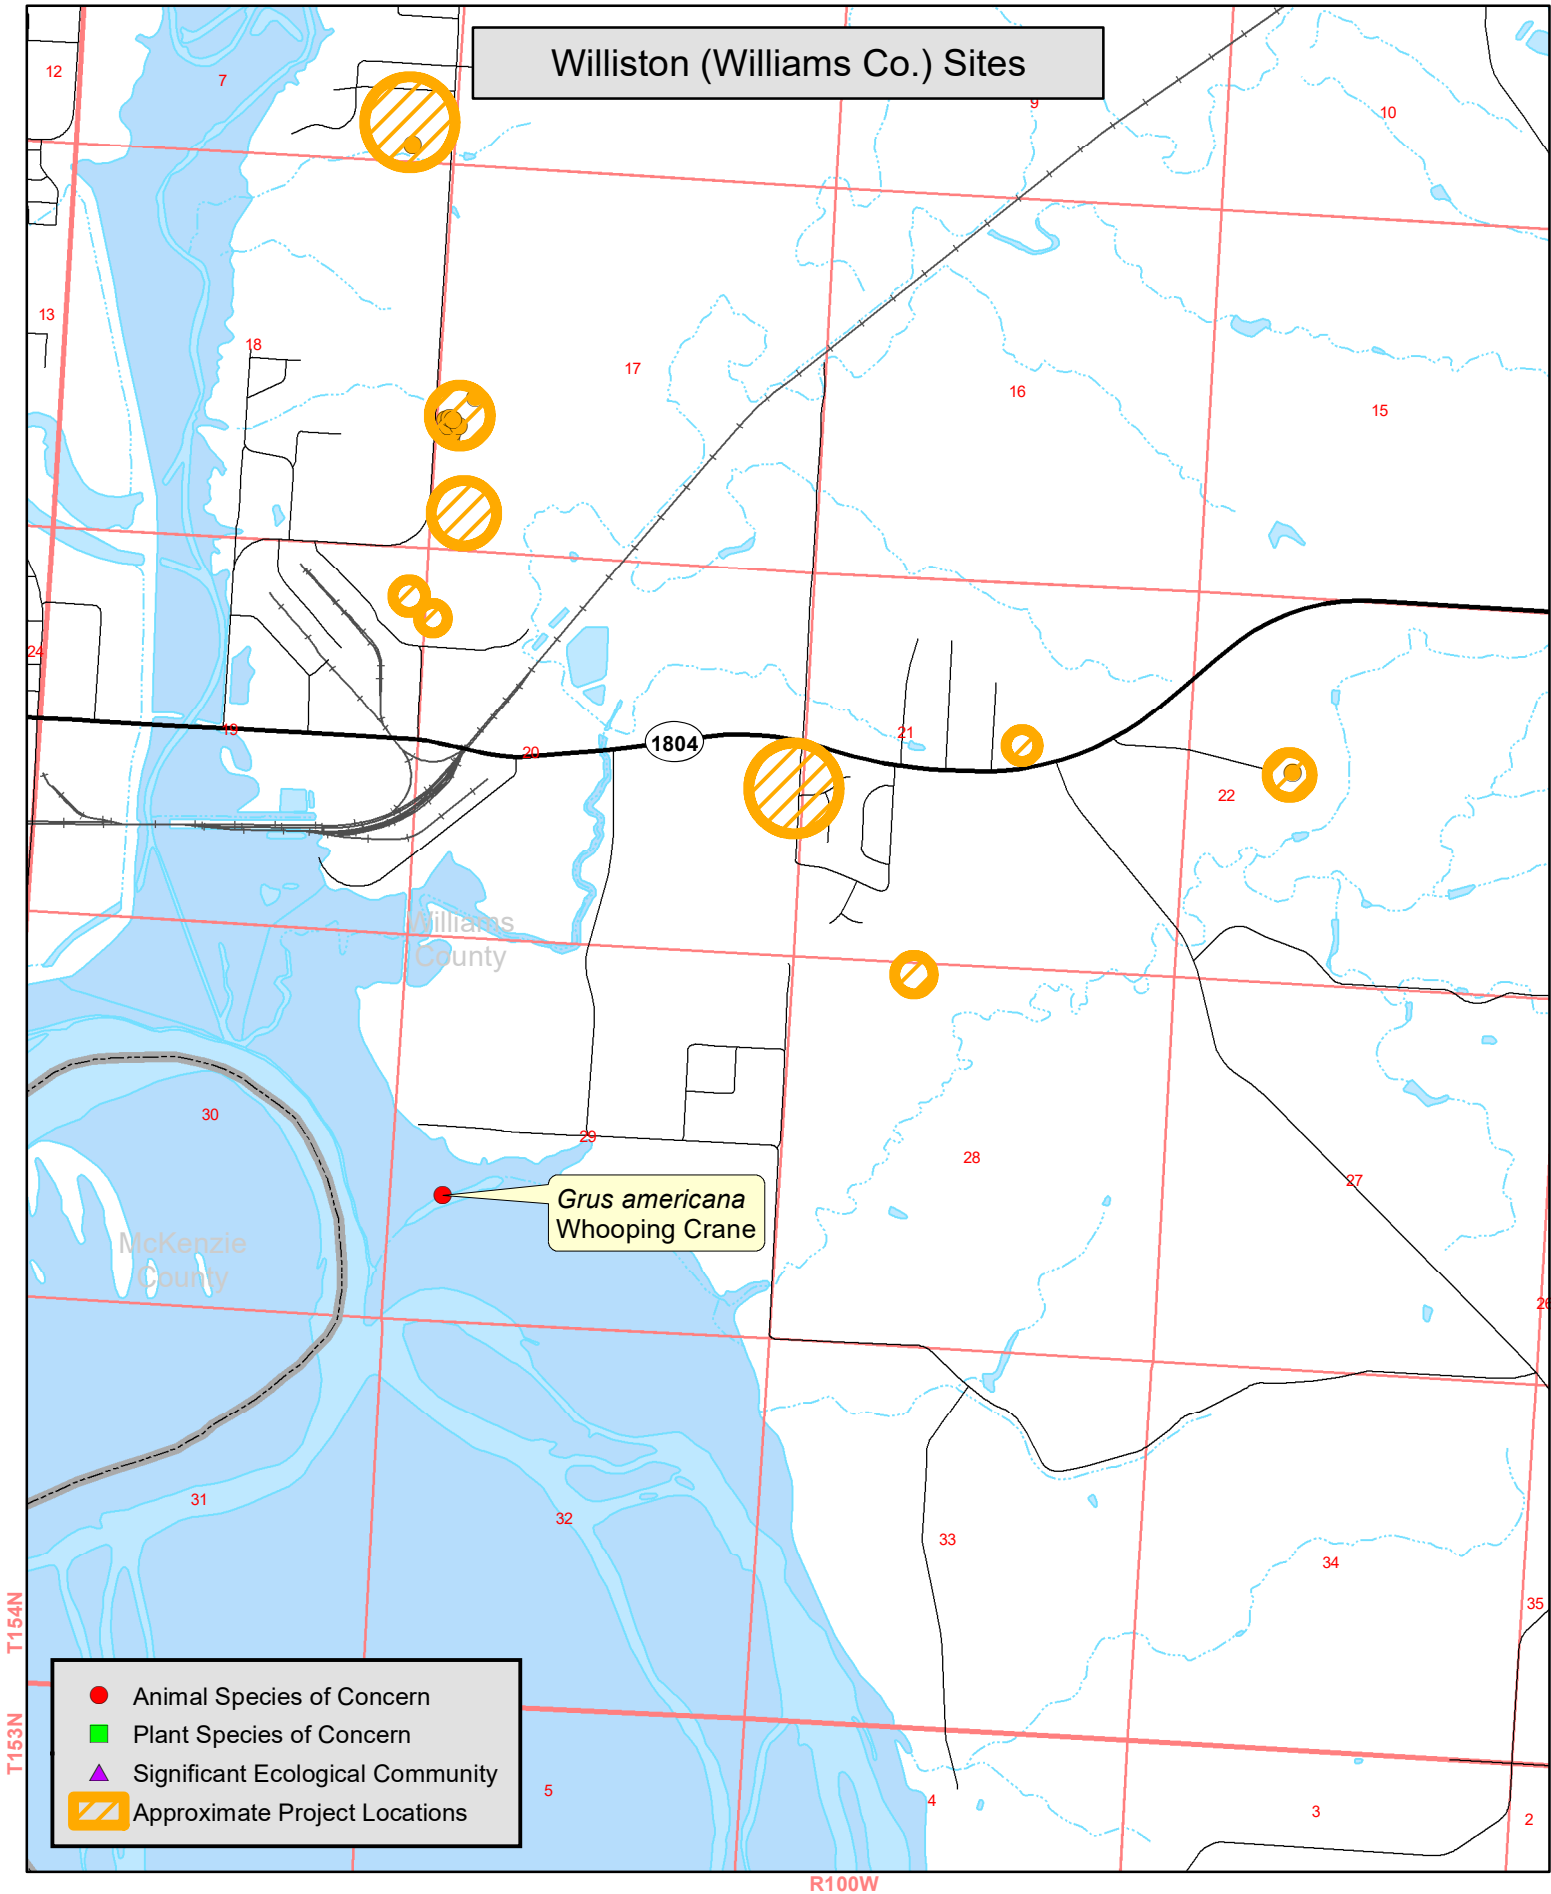 Williston (Williams Co.) Sites
12
7
9
10
13
18
17
16
15
24
19
20
1804
21
22
Williams
County
30
29
28
27
Grus americana
Whooping Crane
McKenzie
County
26
31
32
33
34
35
T154N
T153N
Animal Species of Concern
Plant Species of Concern
Significant Ecological Community
Approximate Project Locations
5
4
3
2
R100W